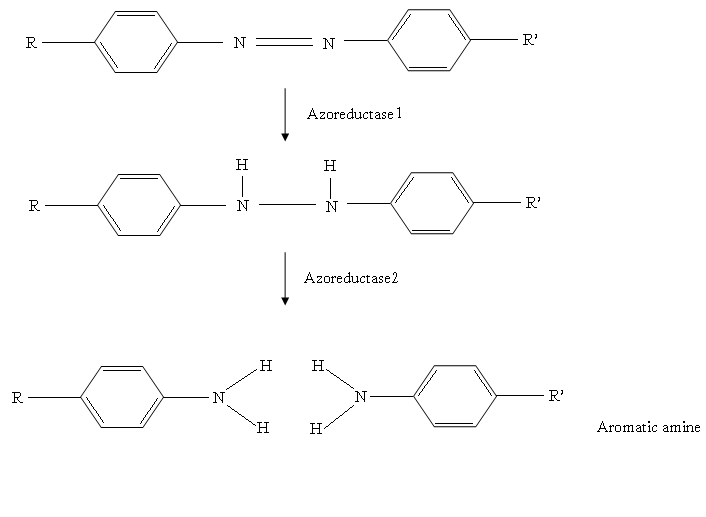 R N N R'
Azoreductase1
H H
R N N R'
Azoreductase2
H H
R N N R'
H H
Aromatic amine